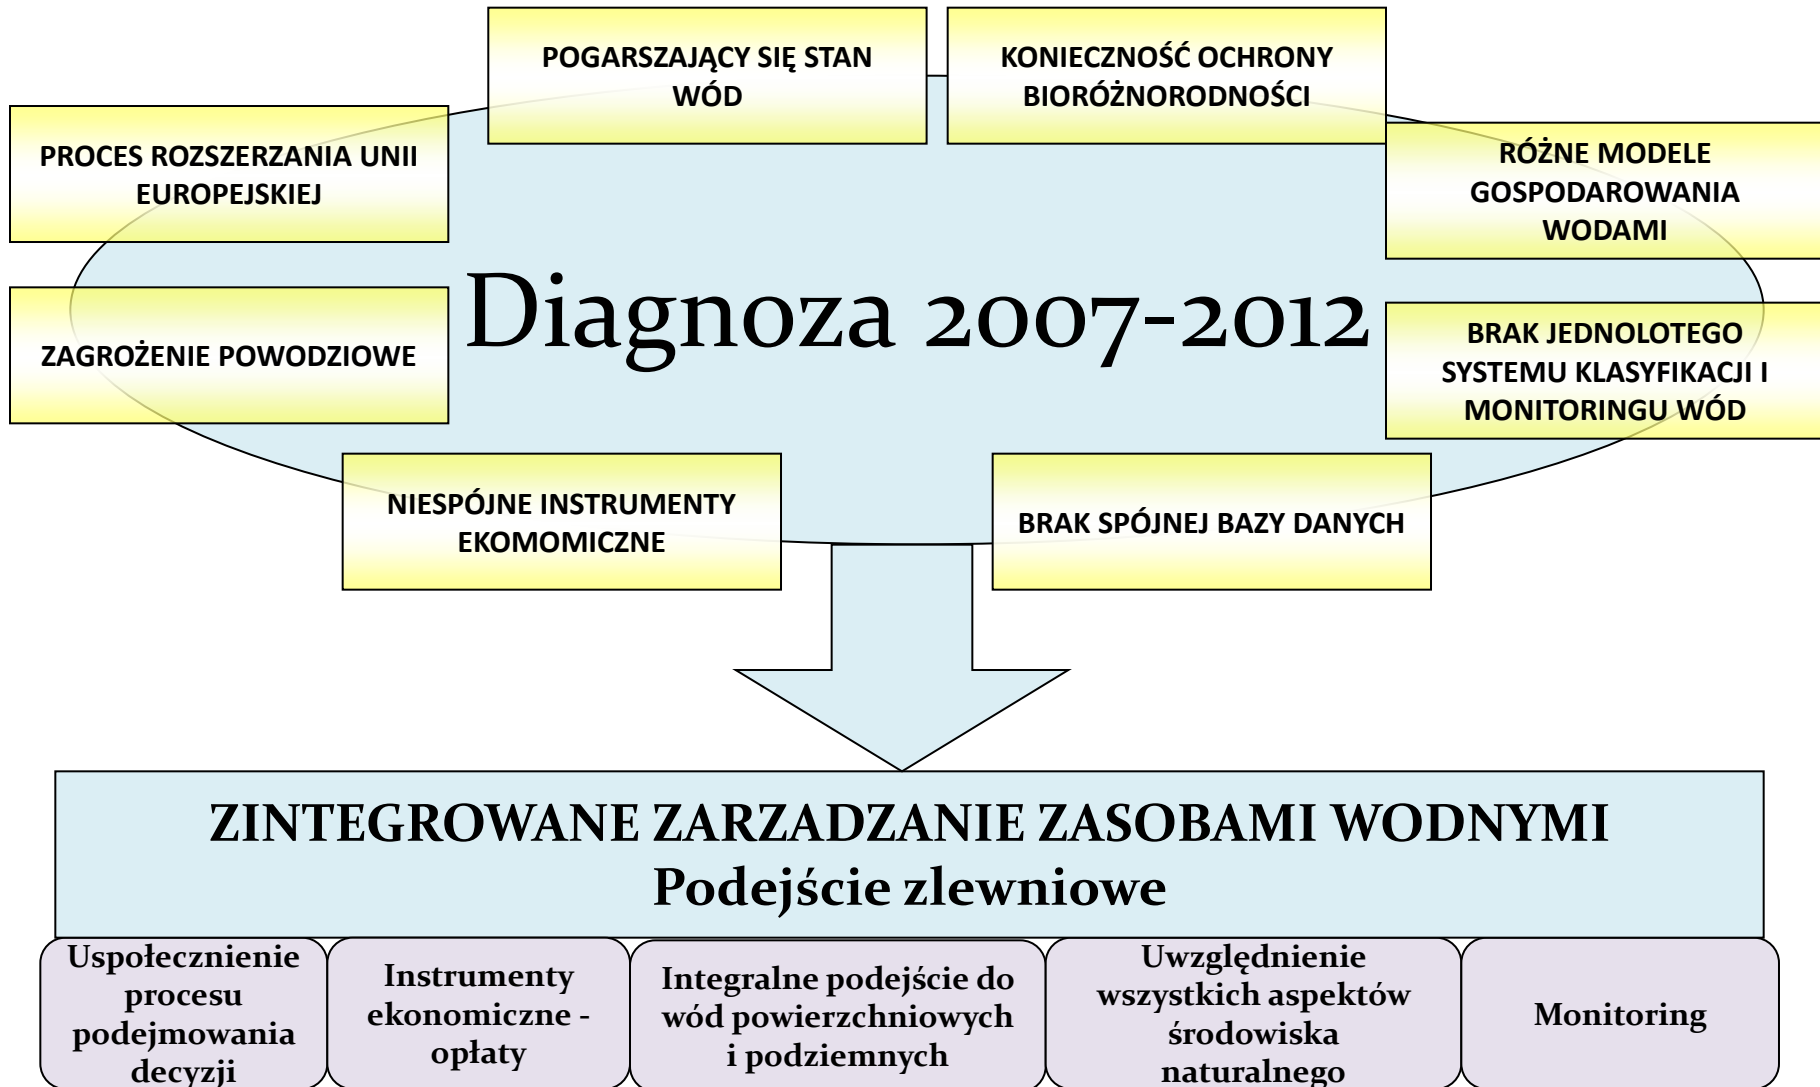 POGARSZAJĄCY SIĘ STAN
WÓD
KONIECZNOŚĆ OCHRONY
BIORÓŻNORODNOŚCI
PROCES ROZSZERZANIA UNII
EUROPEJSKIEJ
RÓŻNE MODELE
GOSPODAROWANIA
WODAMI
Diagnoza 2007-2012
ZAGROŻENIE POWODZIOWE
BRAK JEDNOLOTEGO
SYSTEMU KLASYFIKACJI I
MONITORINGU WÓD
NIESPÓJNE INSTRUMENTY
EKOMOMICZNE
BRAK SPÓJNEJ BAZY DANYCH
ZINTEGROWANE ZARZADZANIE ZASOBAMI WODNYMI
Podejście zlewniowe
Uspołecznienie
procesu
podejmowania
decyzji
Instrumenty
ekonomiczne -
opłaty
Integralne podejście do
wód powierzchniowych
i podziemnych
Uwzględnienie
wszystkich aspektów
środowiska
naturalnego
Monitoring